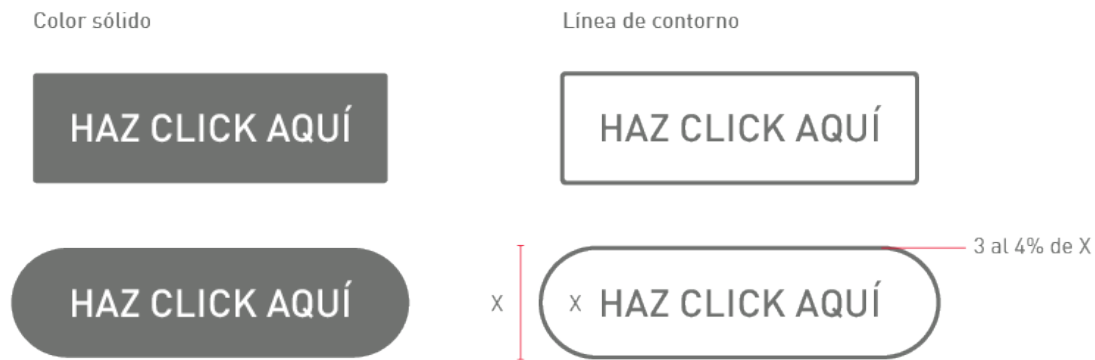 Color sólido
Línea de contorno
HAZ CLICK AQUÍ
HAZ CLICK AQUÍ
3 al 4% de X
HAZ CLICK AQUÍ
X
X HAZ CLICK AQUÍ